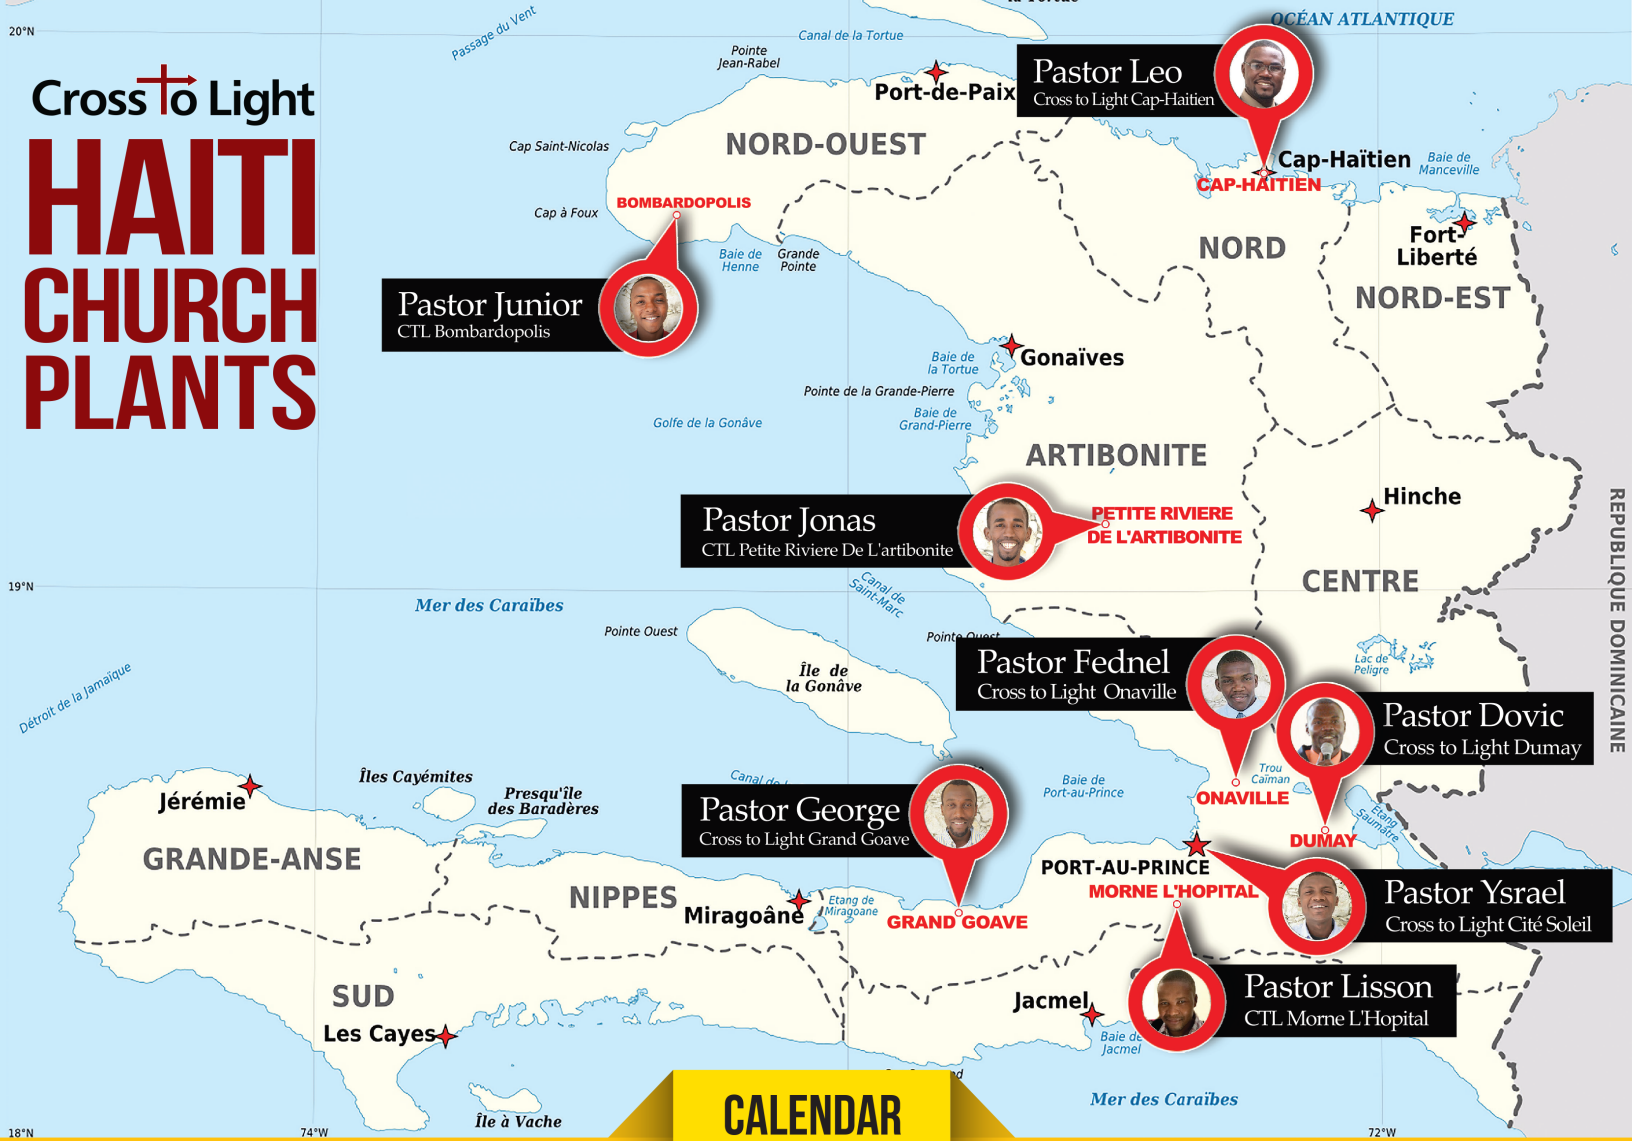 20°N
Passage du Vent
Canal de la Tortue
OCÉAN ATLANTIQUE
Pointe
Jean-Rabel
Port-de-Paix
Pastor Leo
Cross to Light Cap-Haitien
Cross to Light
HAITI
CHURCH
PLANTS
Cap Saint-Nicolas
NORD-OUEST
Cap-Haïtien
CAP-HAITIEN
Baie de
Manceville
BOMBARDOPOLIS
Cap à Foux
Baie de
Henne
Grande
Pointe
NORD
Fort-
Liberté
NORD-EST
Pastor Junior
CTL Bombardopolis
Gonaïves
Baie de
la Tortue
Pointe de la Grande-Pierre
Baie de
Grand-Pierre
Golfe de la Gonâve
ARTIBONITE
Hinche
Pastor Jonas
CTL Petite Riviere De L'artibonite
PETITE RIVIERE
DE L'ARTIBONITE
REPUBLIQUE DOMINICAINE
19°N
Mer des Caraïbes
Canal de
Saint-Marc
CENTRE
Pointe Ouest
Pointe Ouest
Île de
la Gonâve
Lac de
Peligre
Pastor Fednel
Cross to Light Onaville
Détroit de la Jamaïque
Pastor Dovic
Cross to Light Dumay
Trou
Caïman
ONAVILLE
Baie de
Port-au-Prince
Canal de
Îles Cayémites
Presqu'île
des Baradères
Jérémie
Pastor George
Cross to Light Grand Goave
Etang
Saumatre
DUMAY
GRANDE-ANSE
PORT-AU-PRINCE
MORNE L'HOPITAL
Pastor Ysrael
Cross to Light Cité Soleil
NIPPES
Miragoâne
Etang de
Miragoane
GRAND GOAVE
SUD
Les Cayes
Jacmel
Pastor Lisson
CTL Morne L'Hopital
Baie de
Jacmel
Mer des Caraïbes
CALENDAR
Île à Vache
18°N
74°W
72°W